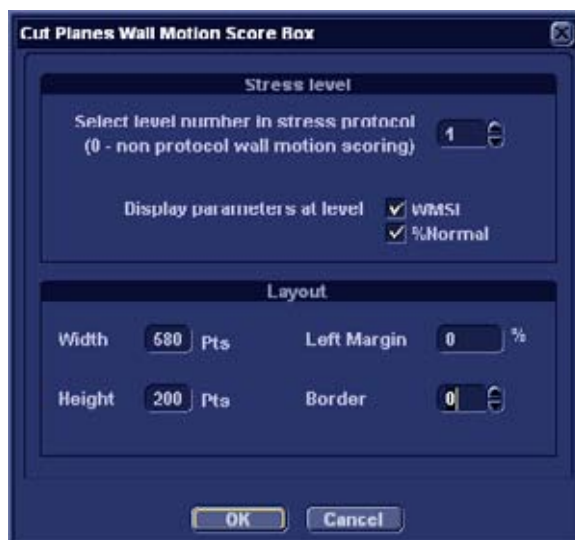 Cut Planes Wall Motion Score Box
Stress level
Select level number in stress protocol
(0 - non protocol wall motion scoring)
1
Display parameters at level
WMSI
%Normal
Layout
Width 680 Pts Left Margin 0 %
Height 200 Pts Border 0
OK Cancel